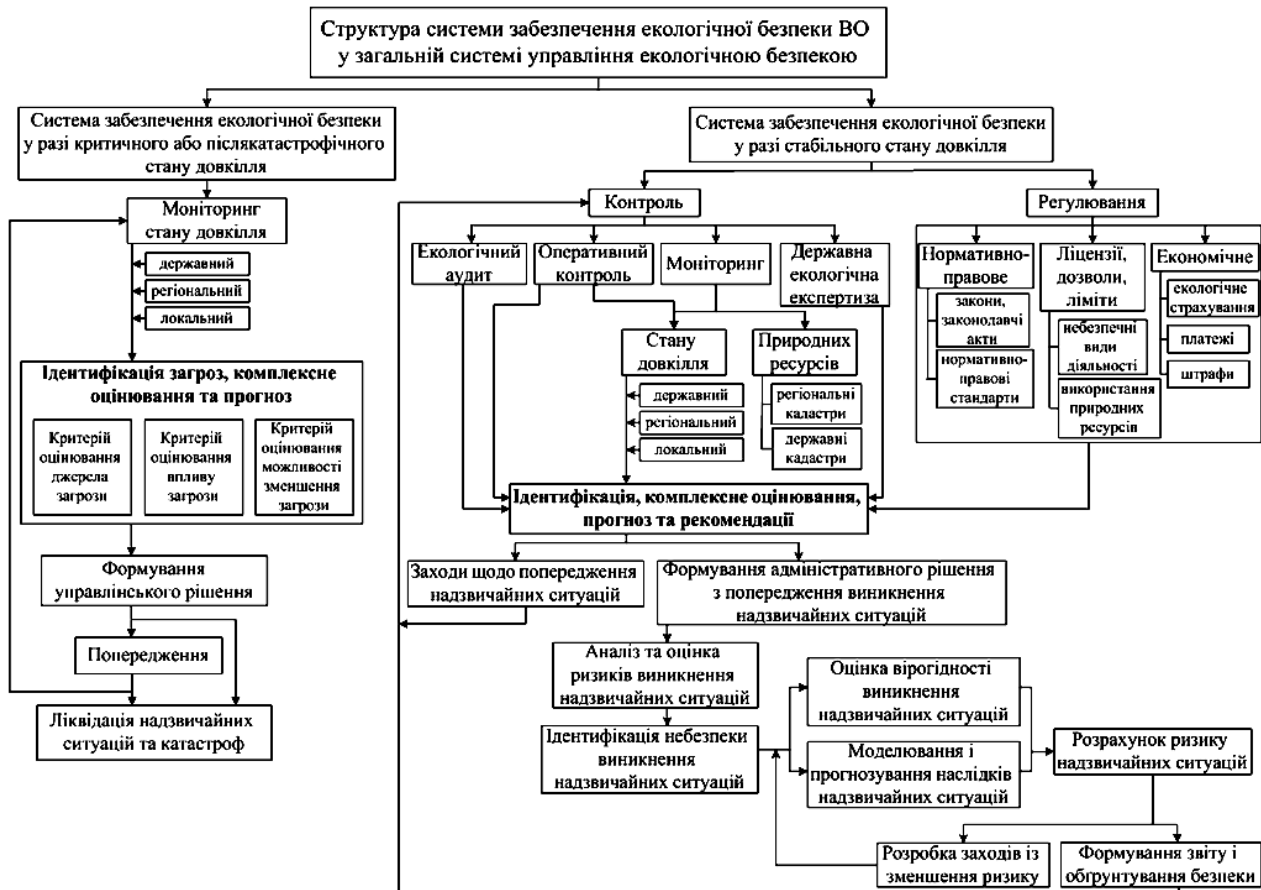 Структура системи забезпечення екологічної безпеки ВО
у загальній системі управління екологічною безпекою
Система забезпечення екологічної безпеки
у разі критичного або післякатастрофічного
стану довкілля
Моніторинг
стану довкілля
державний
регіональний
локальний
Ідентифікація загроз, комплексне
оцінювання та прогноз
Критерій
оцінювання
джерела
загрози
Критерій
оцінювання
впливу
загрози
Критерій
оцінювання
можливості
зменшення
загрози
Формування
управлінського рішення
Попередження
Ліквідація надзвичайних
ситуацій та катастроф
Система забезпечення екологічної безпеки
у разі стабільного стану довкілля
Контроль
Екологічний
аудит
Оперативний
контроль
Моніторинг
Державна
екологічна
експертиза
Стану
довкілля
державний
регіональний
локальний
Природних
ресурсів
регіональні
кадастри
державні
кадастри
Регулювання
Нормативно-
правове
закони,
законодавчі
акти
нормативно-
правові
стандарти
Ліцензії,
дозволи,
ліміти
небезпечні
види
діяльності
використання
природних
ресурсів
Економічне
екологічне
страхування
платежі
штрафи
Ідентифікація, комплексне оцінювання,
прогноз та рекомендації
Заходи щодо попередження
надзвичайних ситуацій
Формування адміністративного рішення
з попередження виникнення
надзвичайних ситуацій
Аналіз та оцінка
ризиків виникнення
надзвичайних ситуацій
Ідентифікація небезпеки
виникнення
надзвичайних ситуацій
Оцінка вірогідності
виникнення
надзвичайних ситуацій
Моделювання і
прогнозування наслідків
надзвичайних ситуацій
Розрахунок ризику
надзвичайних ситуацій
Розробка заходів із
зменшення ризику
Формування звіту і
обґрунтування безпеки